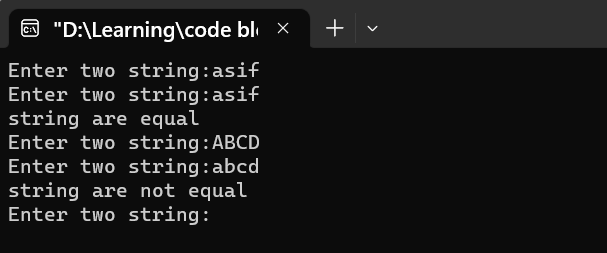 "D:\Learning\code blo
Enter two string:asif
Enter two string:asif
string are equal
Enter two string:ABCD
Enter two string:abcd
string are not equal
Enter two string: